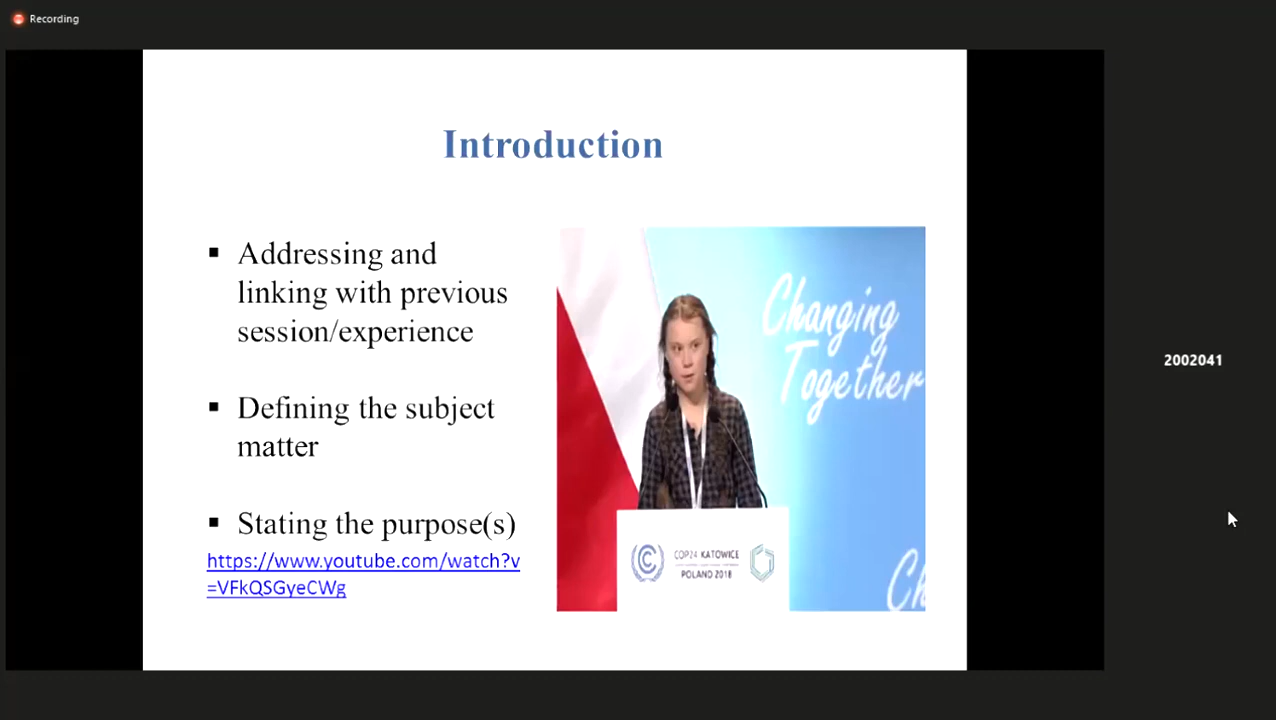 Recording
Introduction
Addressing and
linking with previous
session/experience
Defining the subject
matter
Stating the purpose(s)
https://www.youtube.com/watch?v
=VFkQSGyeCWg
Changing
Together
COP24 KATOWICE
POLAND 2018
Ch
2002041